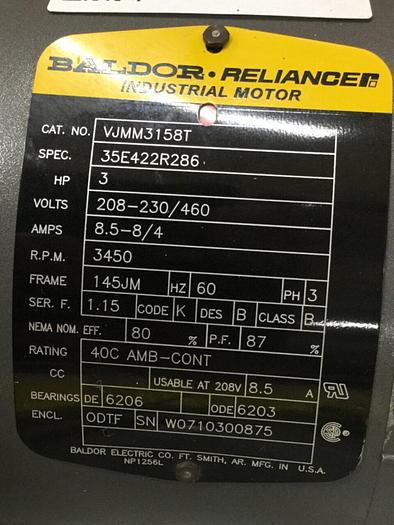 BALDOR • RELIANCER
INDUSTRIAL MOTOR
CAT. NO. VJMM3158T
SPEC. 35E422R286
HP 3
VOLTS 208-230/460
AMPS 8.5-8/4
R.P.M. 3450
FRAME 145JM HZ 60 PH 3
SER. F. 1.15 CODE K DES B CLASS B
NEMA NOM. EFF. 80 % P.F. 87 %
RATING 40C AMB-CONT
CC USABLE AT 208V 8.5 A
BEARINGS DE 6206 ODE 6203
ENCL. ODTF SN W0710300875
BALDOR ELECTRIC CO. FT. SMITH, AR. MFG. IN U.S.A.
NP1256L